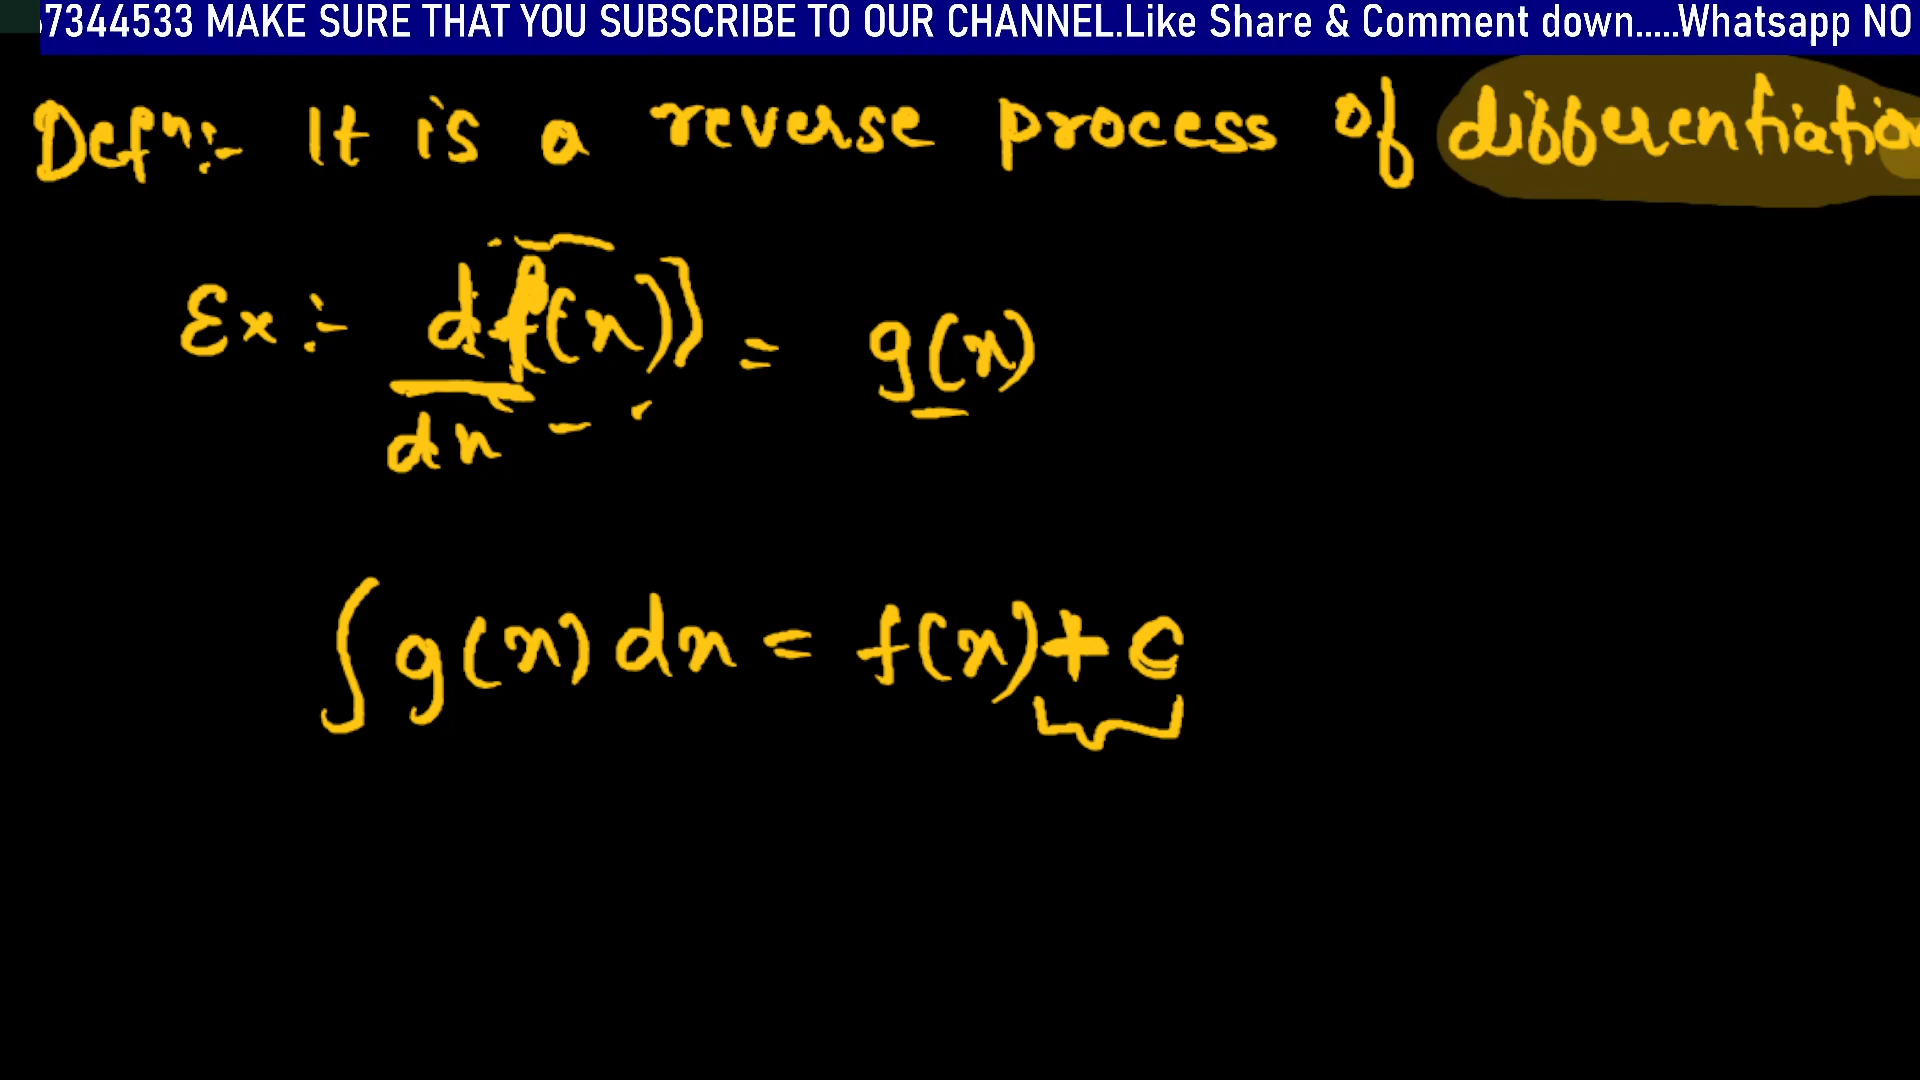 57344533 MAKE SURE THAT YOU SUBSCRIBE TO OUR CHANNEL.Like Share & Comment down.....Whatsapp NO
Defn:- It is a reverse process of differentiation
Ex:- d f(x)} = g(x)
dx
∫ g(x) dx = f(x) + c